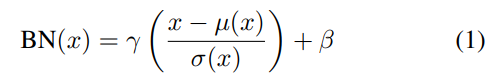 BN(x) = γ ( (x − μ(x)) / σ(x) ) + β (1)